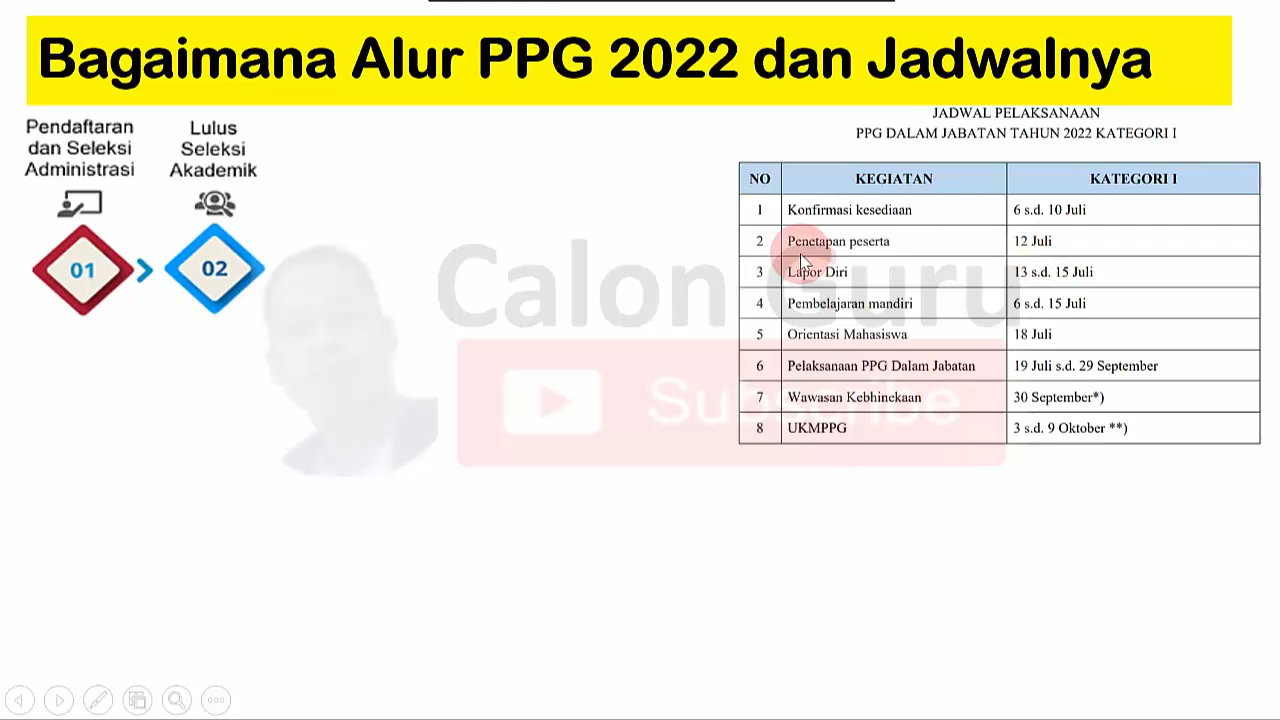 Bagaimana Alur PPG 2022 dan Jadwalnya
Pendaftaran
dan Seleksi
Administrasi
01
Lulus
Seleksi
Akademik
02
Calon Guru
Subscribe
JADWAL PELAKSANAAN
PPG DALAM JABATAN TAHUN 2022 KATEGORI I
NO KEGIATAN KATEGORI I
1 Konfirmasi kesediaan 6 s.d. 10 Juli
2 Penetapan peserta 12 Juli
3 Lapor Diri 13 s.d. 15 Juli
4 Pembelajaran mandiri 6 s.d. 15 Juli
5 Orientasi Mahasiswa 18 Juli
6 Pelaksanaan PPG Dalam Jabatan 19 Juli s.d. 29 September
7 Wawasan Kebhinekaan 30 September*)
8 UKMPPG 3 s.d. 9 Oktober **)